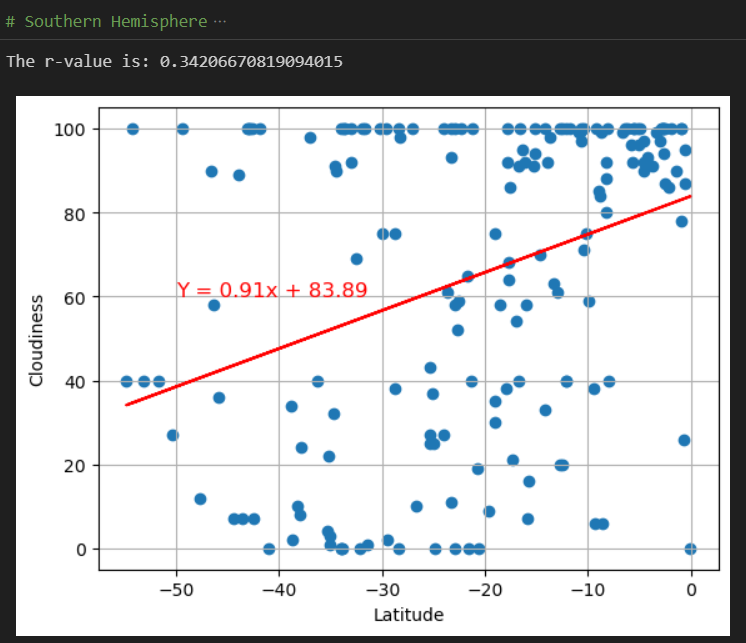 # Southern Hemisphere ···
The r-value is: 0.34206670819094015
100
80
60
40
20
0
Cloudiness
Y = 0.91x + 83.89
−50
−40
−30
−20
−10
0
Latitude